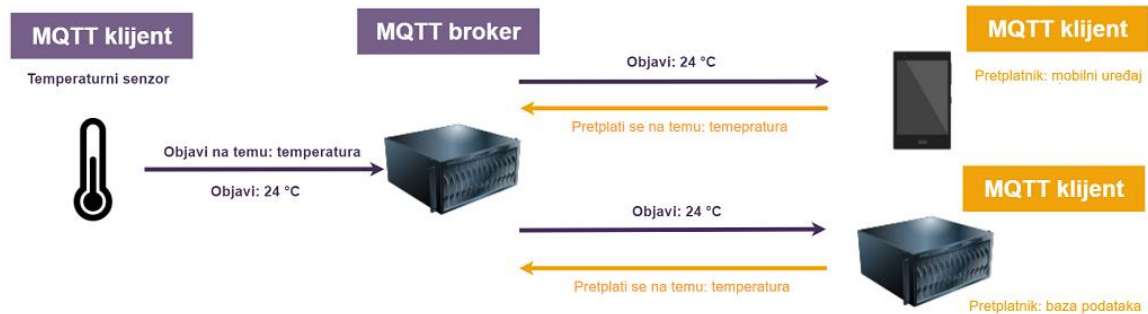 MQTT klijent
Temperaturni senzor
Objavi na temu: temperatura
Objavi: 24 °C
MQTT broker
Objavi: 24 °C
Pretplati se na temu: temepratura
MQTT klijent
Pretplatnik: mobilni uređaj
Objavi: 24 °C
Pretplati se na temu: temperatura
MQTT klijent
Pretplatnik: baza podataka